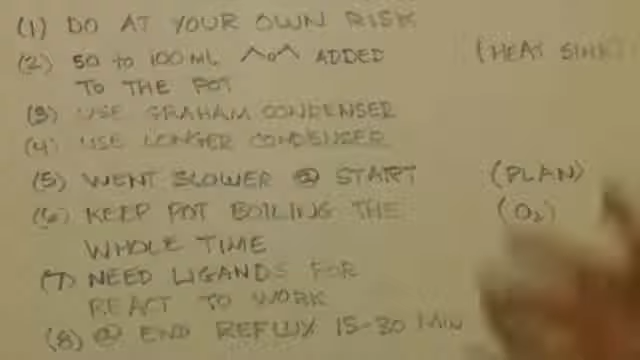 (1) DO AT YOUR OWN RISK
(2) 50 to 100 ML ^o^ ADDED (HEAT SINK)
TO THE POT
(3) USE GRAHAM CONDENSER
(4) USE LONGER CONDENSER
(5) WENT SLOWER @ START (PLAN)
(6) KEEP POT BOILING THE (O₂)
WHOLE TIME
(7) NEED LIGANDS FOR
REACT TO WORK
(8) @ END REFLUX 15-30 MIN